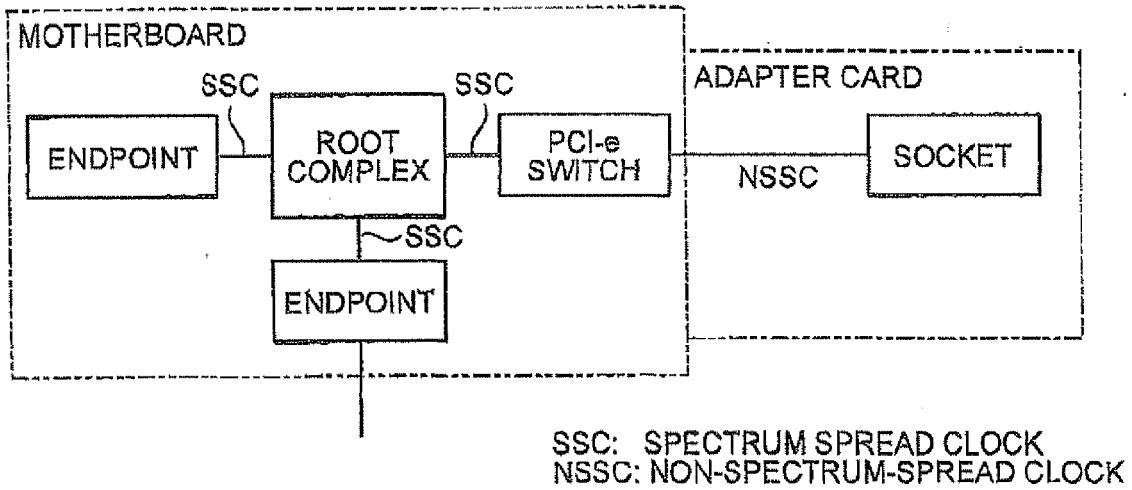 MOTHERBOARD
ADAPTER CARD
SSC
SSC
ENDPOINT
ROOT
COMPLEX
PCI-e
SWITCH
NSSC
SOCKET
SSC
ENDPOINT
SSC: SPECTRUM SPREAD CLOCK
NSSC: NON-SPECTRUM-SPREAD CLOCK